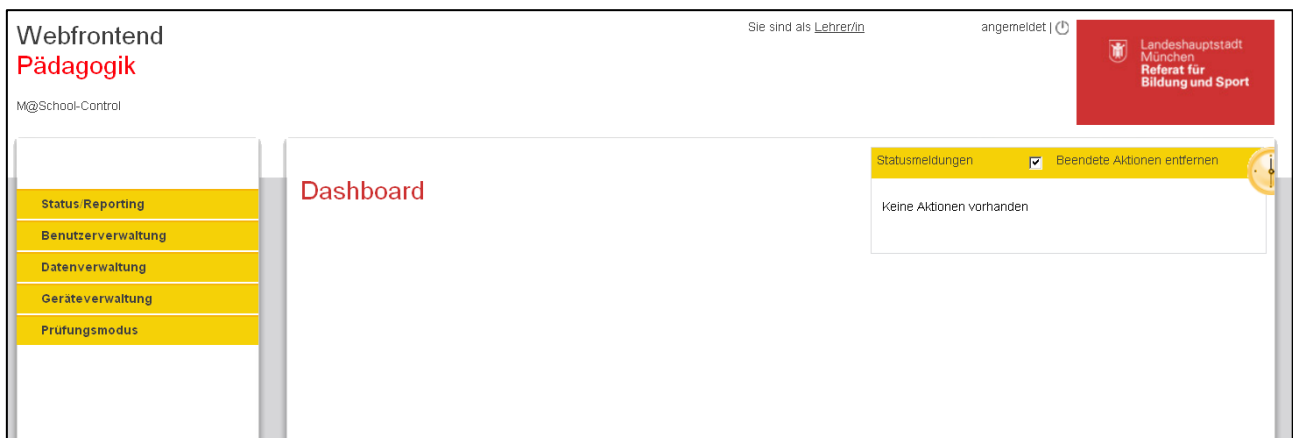 Webfrontend
Pädagogik
M@School-Control
Sie sind als Lehrer/in angemeldet |
Landeshauptstadt
München
Referat für
Bildung und Sport
Status/Reporting
Benutzerverwaltung
Datenverwaltung
Geräteverwaltung
Prüfungsmodus
Dashboard
Statusmeldungen Beendete Aktionen entfernen
Keine Aktionen vorhanden